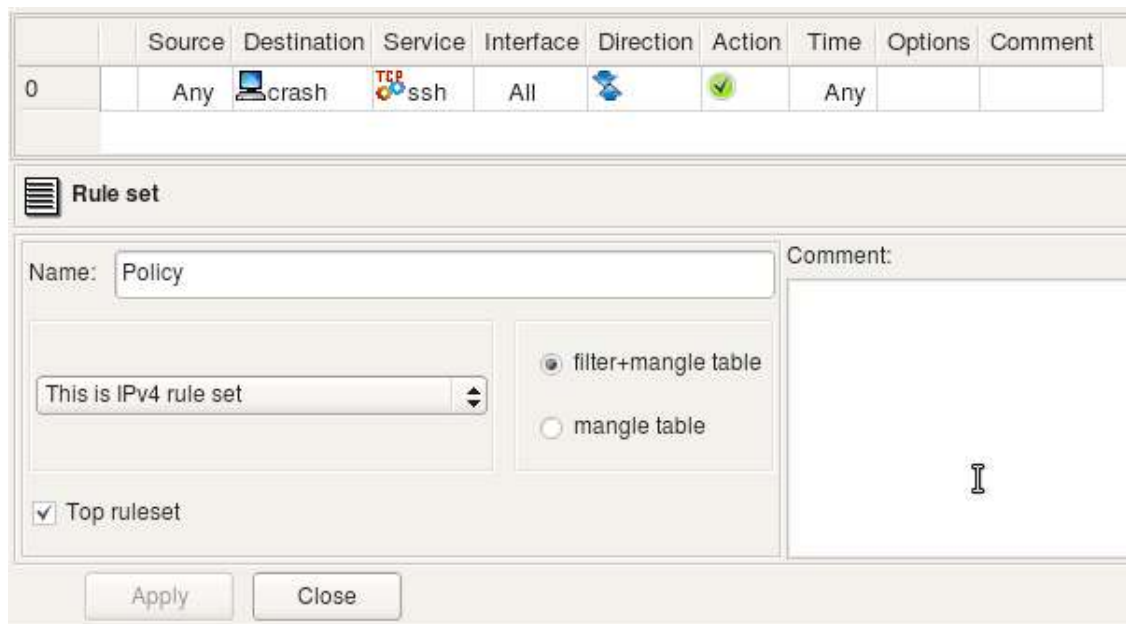 Source Destination Service Interface Direction Action Time Options Comment
0 Any crash TCP ssh All Any
Rule set
Name: Policy
Comment:
This is IPv4 rule set
filter+mangle table
mangle table
Top ruleset
Apply Close